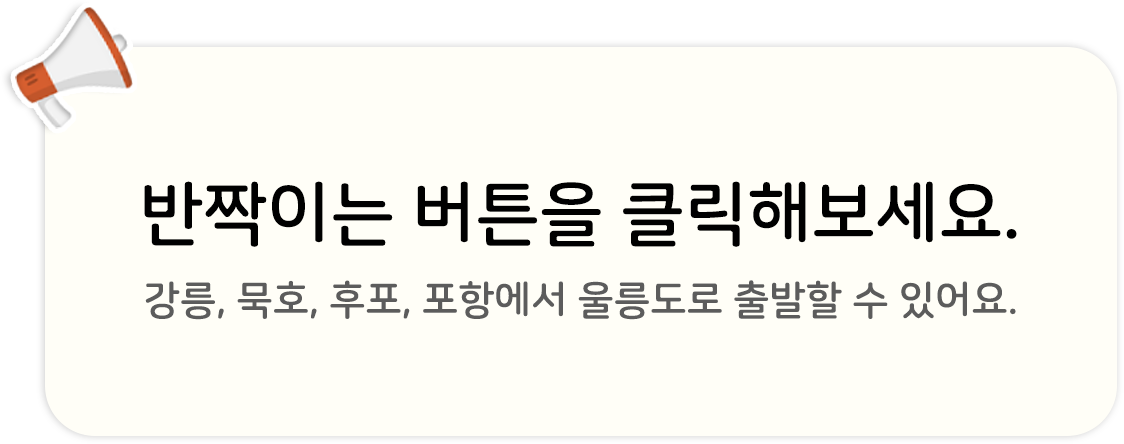 반짝이는 버튼을 클릭해보세요.
강릉, 묵호, 후포, 포항에서 울릉도로 출발할 수 있어요.